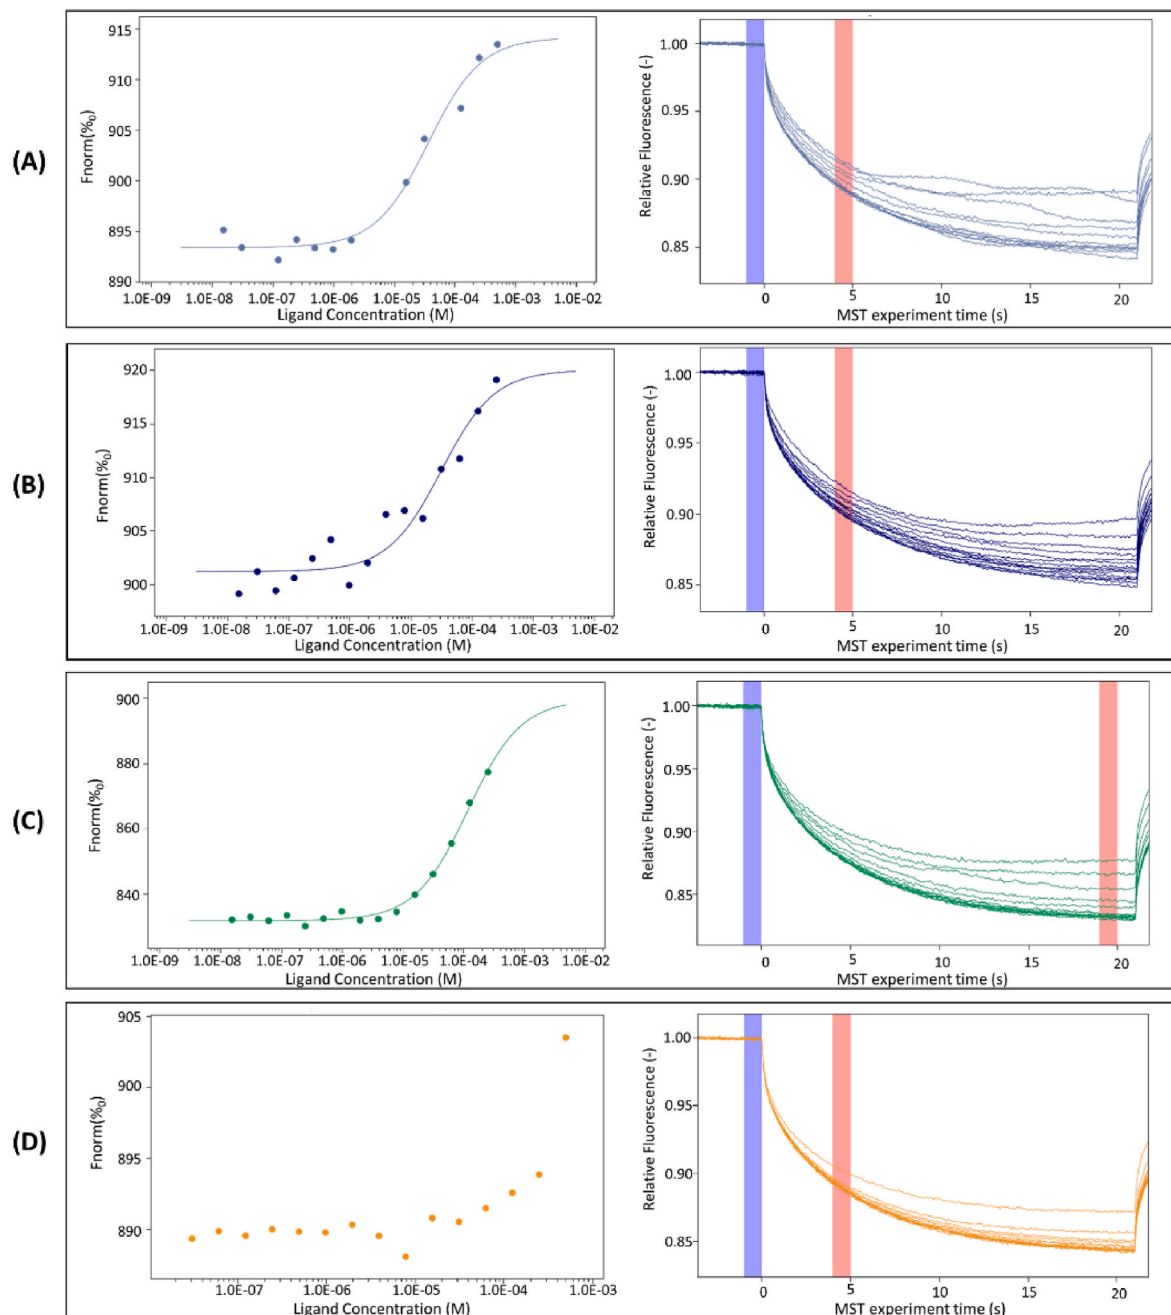 (A)
Fnorm(%₀)
915
910
905
900
895
890
1.0E-09 1.0E-08 1.0E-07 1.0E-06 1.0E-05 1.0E-04 1.0E-03 1.0E-02
Ligand Concentration (M)
Relative Fluorescence (-)
1.00
0.95
0.90
0.85
0 5 10 15 20
MST experiment time (s)
(B)
Fnorm(%₀)
920
915
910
905
900
1.0E-09 1.0E-08 1.0E-07 1.0E-06 1.0E-05 1.0E-04 1.0E-03 1.0E-02
Ligand Concentration (M)
Relative Fluorescence (-)
1.00
0.95
0.90
0.85
0 5 10 15 20
MST experiment time (s)
(C)
Fnorm(%₀)
900
880
860
840
1.0E-09 1.0E-08 1.0E-07 1.0E-06 1.0E-05 1.0E-04 1.0E-03 1.0E-02
Ligand Concentration (M)
Relative Fluorescence (-)
1.00
0.95
0.90
0.85
0 5 10 15 20
MST experiment time (s)
(D)
Fnorm(%₀)
905
900
895
890
1.0E-07 1.0E-06 1.0E-05 1.0E-04 1.0E-03
Ligand Concentration (M)
Relative Fluorescence (-)
1.00
0.95
0.90
0.85
0 5 10 15 20
MST experiment time (s)